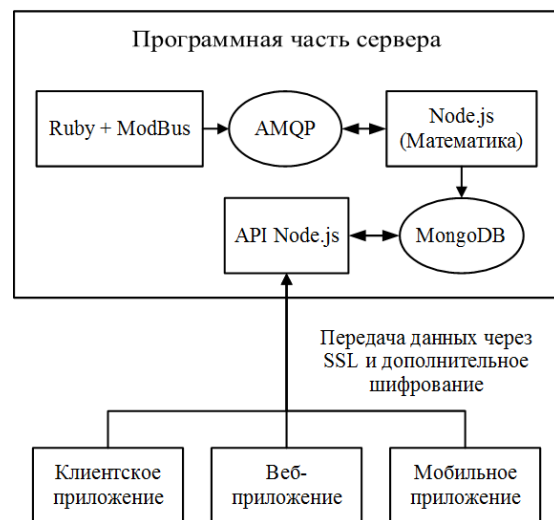 Программная часть сервера
Ruby + ModBus
AMQP
Node.js
(Математика)
API Node.js
MongoDB
Передача данных через
SSL и дополнительное
шифрование
Клиентское
приложение
Веб-
приложение
Мобильное
приложение